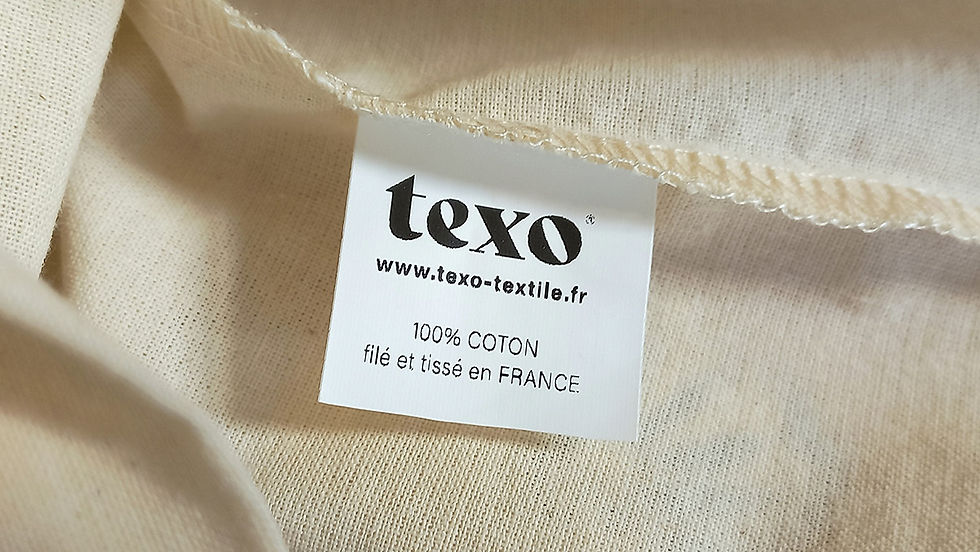 texo®
www.texo-textile.fr
100% COTON
filé et tissé en FRANCE